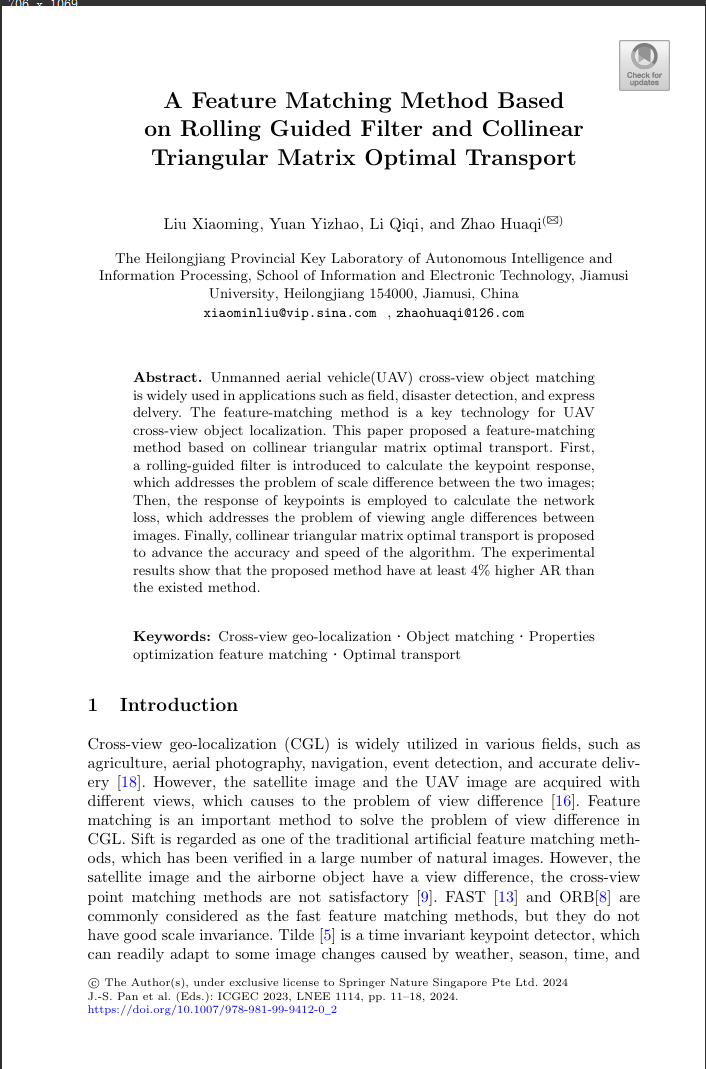 706 x 1069
Check for
updates
A Feature Matching Method Based
on Rolling Guided Filter and Collinear
Triangular Matrix Optimal Transport
Liu Xiaoming, Yuan Yizhao, Li Qiqi, and Zhao Huaqi(✉)
The Heilongjiang Provincial Key Laboratory of Autonomous Intelligence and
Information Processing, School of Information and Electronic Technology, Jiamusi
University, Heilongjiang 154000, Jiamusi, China
xiaominliu@vip.sina.com , zhaohuaqi@126.com
Abstract. Unmanned aerial vehicle(UAV) cross-view object matching
is widely used in applications such as field, disaster detection, and express
delvery. The feature-matching method is a key technology for UAV
cross-view object localization. This paper proposed a feature-matching
method based on collinear triangular matrix optimal transport. First,
a rolling-guided filter is introduced to calculate the keypoint response,
which addresses the problem of scale difference between the two images;
Then, the response of keypoints is employed to calculate the network
loss, which addresses the problem of viewing angle differences between
images. Finally, collinear triangular matrix optimal transport is proposed
to advance the accuracy and speed of the algorithm. The experimental
results show that the proposed method have at least 4% higher AR than
the existed method.
Keywords: Cross-view geo-localization · Object matching · Properties
optimization feature matching · Optimal transport
1 Introduction
Cross-view geo-localization (CGL) is widely utilized in various fields, such as
agriculture, aerial photography, navigation, event detection, and accurate deliv-
ery [18]. However, the satellite image and the UAV image are acquired with
different views, which causes to the problem of view difference [16]. Feature
matching is an important method to solve the problem of view difference in
CGL. Sift is regarded as one of the traditional artificial feature matching meth-
ods, which has been verified in a large number of natural images. However, the
satellite image and the airborne object have a view difference, the cross-view
point matching methods are not satisfactory [9]. FAST [13] and ORB[8] are
commonly considered as the fast feature matching methods, but they do not
have good scale invariance. Tilde [5] is a time invariant keypoint detector, which
can readily adapt to some image changes caused by weather, season, time, and
© The Author(s), under exclusive license to Springer Nature Singapore Pte Ltd. 2024
J.-S. Pan et al. (Eds.): ICGEC 2023, LNEE 1114, pp. 11–18, 2024.
https://doi.org/10.1007/978-981-99-9412-0_2